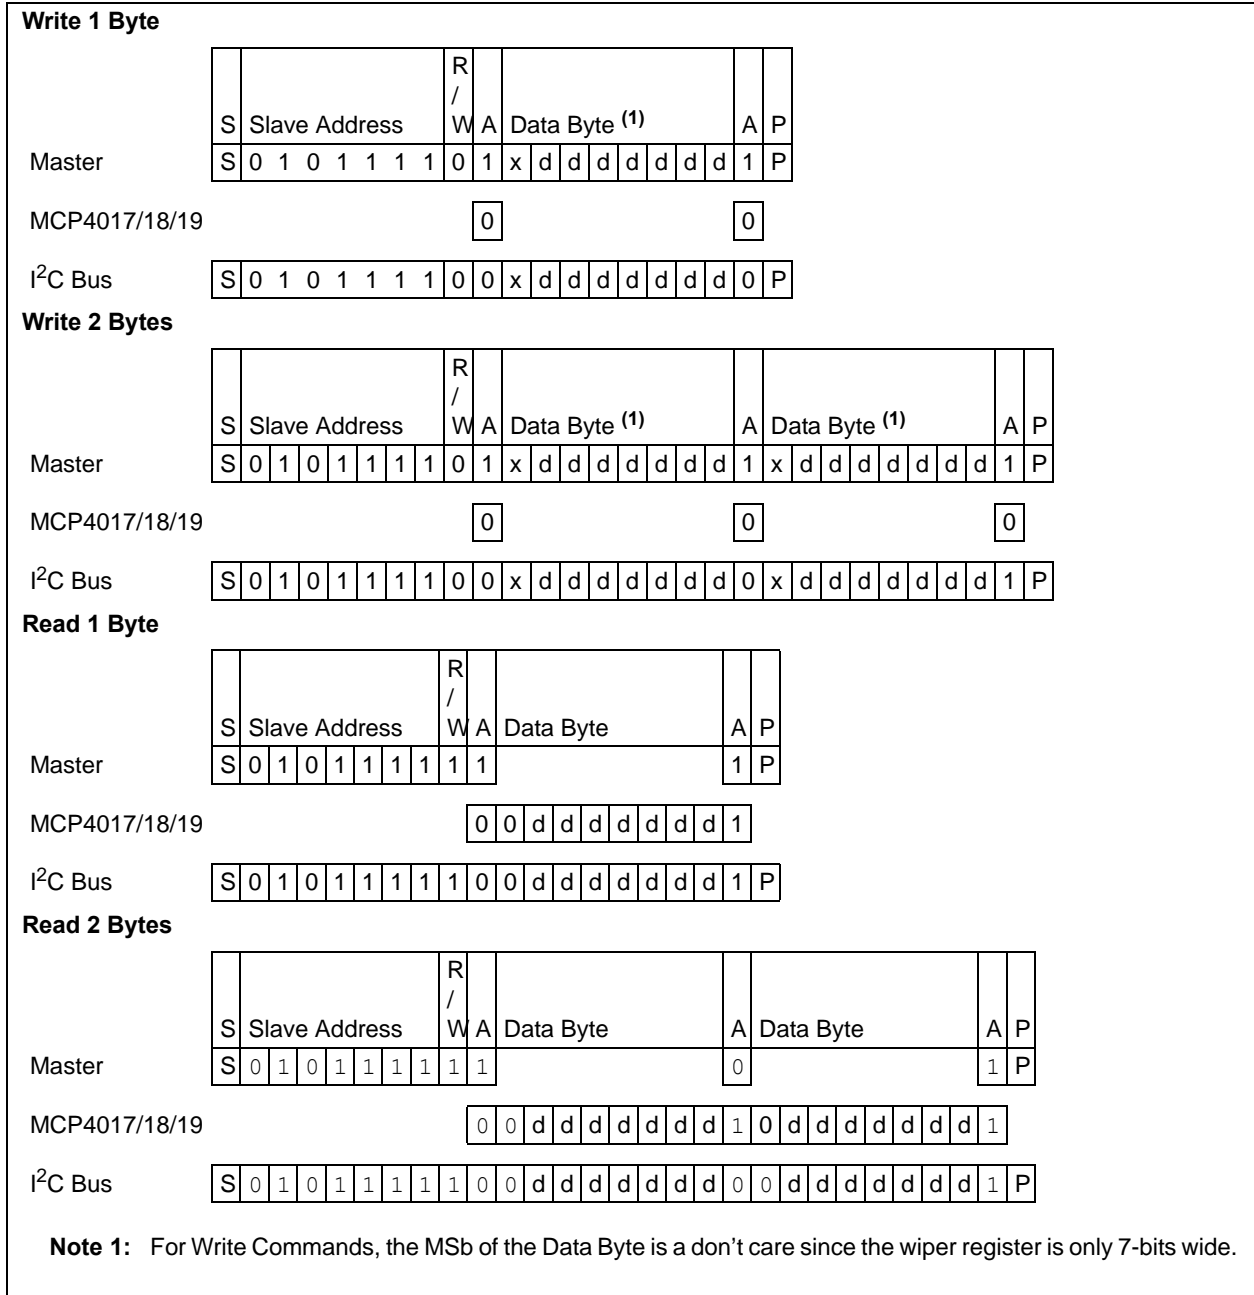 Write 1 Byte
R
/
S Slave Address W A Data Byte (1) A P
Master S 0 1 0 1 1 1 1 0 1 x d d d d d d d 1 P
MCP4017/18/19 0 0
I2C Bus S 0 1 0 1 1 1 1 0 0 x d d d d d d d 0 P
Write 2 Bytes
R
/
S Slave Address W A Data Byte (1) A Data Byte (1) A P
Master S 0 1 0 1 1 1 1 0 1 x d d d d d d d 1 x d d d d d d d 1 P
MCP4017/18/19 0 0 0
I2C Bus S 0 1 0 1 1 1 1 0 0 x d d d d d d d 0 x d d d d d d d 1 P
Read 1 Byte
R
/
S Slave Address W A Data Byte A P
Master S 0 1 0 1 1 1 1 1 1 1 P
MCP4017/18/19 0 0 d d d d d d d 1
I2C Bus S 0 1 0 1 1 1 1 1 0 0 d d d d d d d 1 P
Read 2 Bytes
R
/
S Slave Address W A Data Byte A Data Byte A P
Master S 0 1 0 1 1 1 1 1 1 0 1 P
MCP4017/18/19 0 0 d d d d d d d 1 0 d d d d d d d 1
I2C Bus S 0 1 0 1 1 1 1 1 0 0 d d d d d d d 0 0 d d d d d d d 1 P
Note 1: For Write Commands, the MSb of the Data Byte is a don't care since the wiper register is only 7-bits wide.